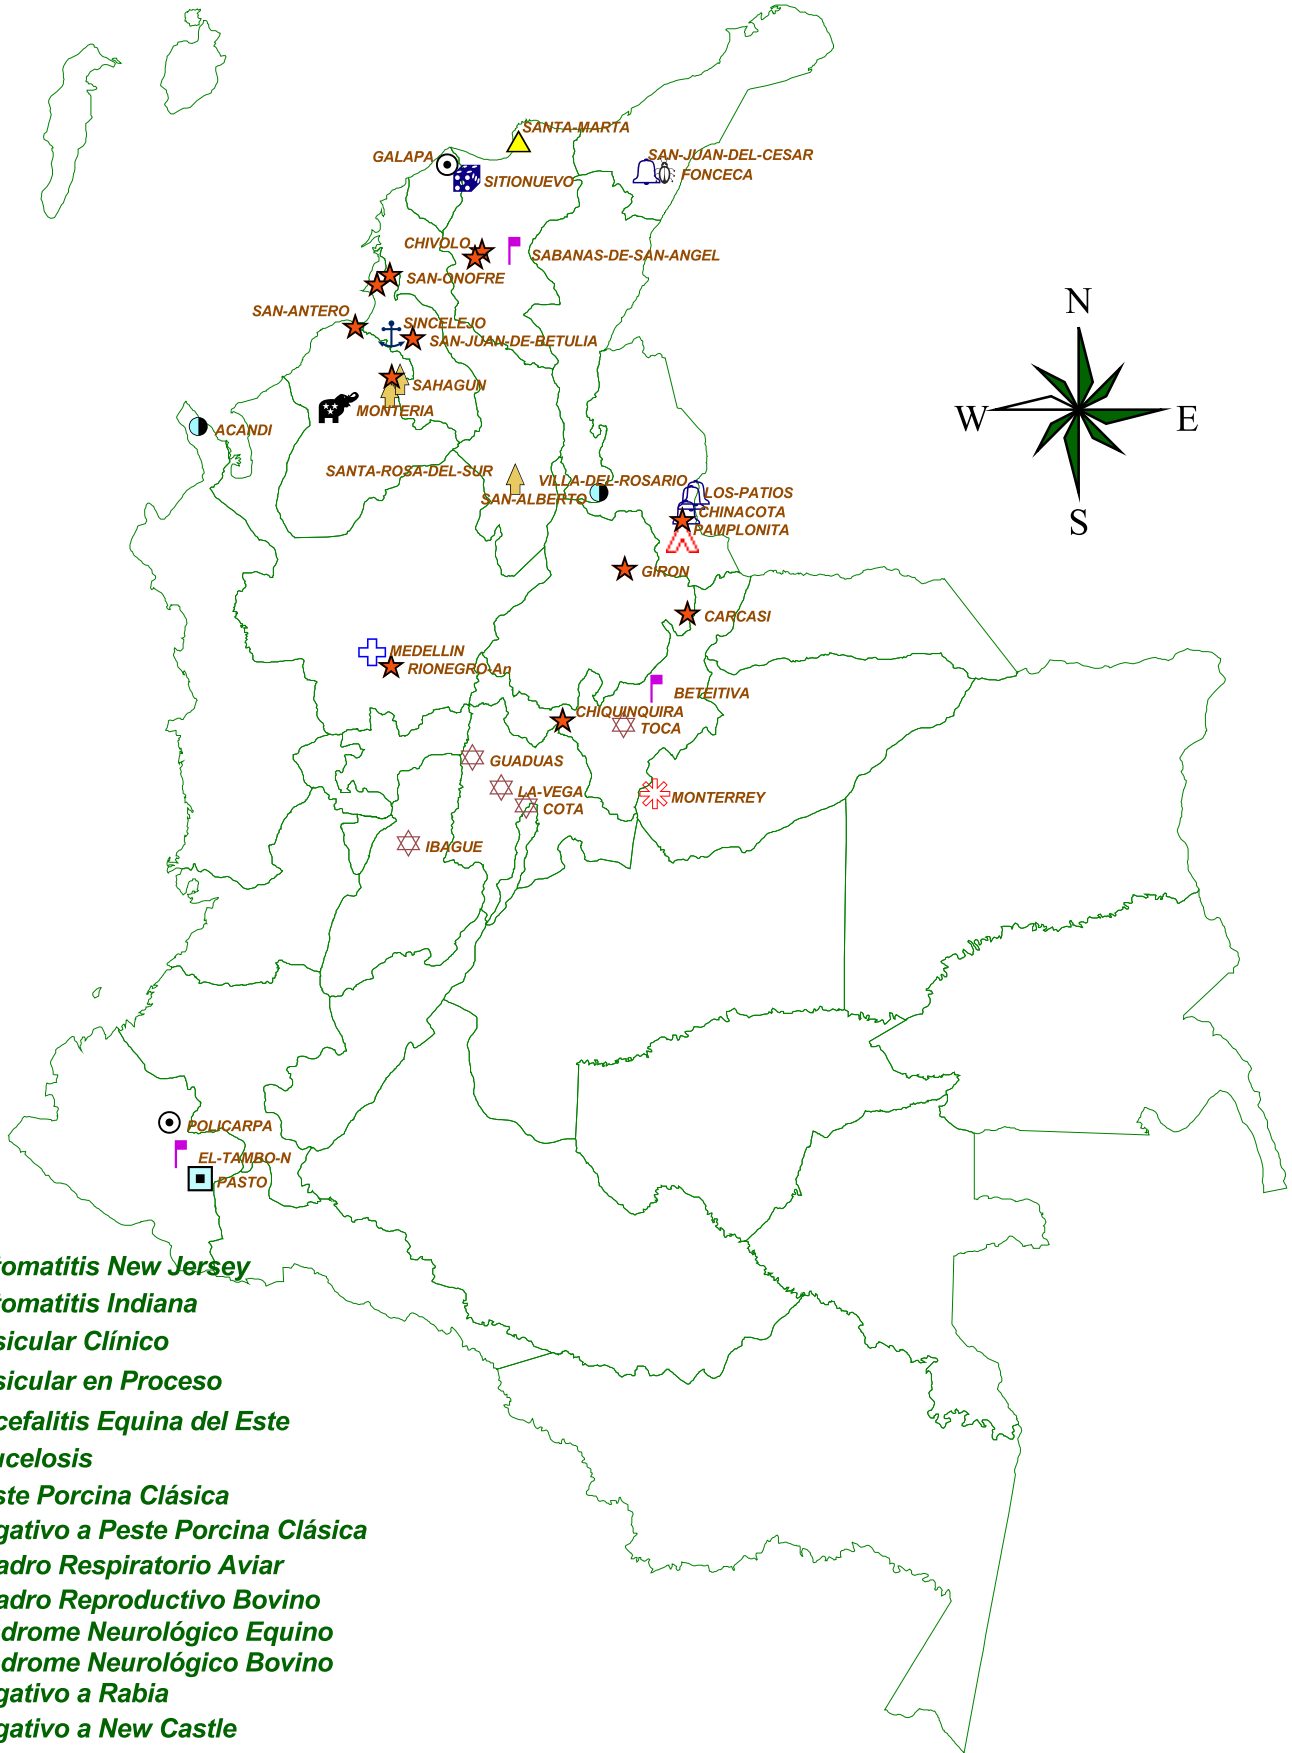 SANTA-MARTA
GALAPA
SAN-JUAN-DEL-CESAR
FONCECA
SITIONUEVO
CHIVOLO
SABANAS-DE-SAN-ANGEL
SAN-ONOFRE
SAN-ANTERO
SINCELEJO
SAN-JUAN-DE-BETULIA
SAHAGUN
MONTERIA
ACANDI
N
W
E
S
SANTA-ROSA-DEL-SUR
VILLA-DEL-ROSARIO
SAN-ALBERTO
LOS-PATIOS
CHINACOTA
PAMPLONITA
GIRON
CARCASI
MEDELLIN
RIONEGRO-An
BETEITIVA
CHIQUINQUIRA
TOCA
GUADUAS
LA-VEGA
COTA
MONTERREY
IBAGUE
POLICARPA
EL-TAMBO-N
PASTO
tomatitis New Jersey
tomatitis Indiana
sicular Clínico
sicular en Proceso
cefalitis Equina del Este
ucelosis
ste Porcina Clásica
gativo a Peste Porcina Clásica
adro Respiratorio Aviar
adro Reproductivo Bovino
ndrome Neurológico Equino
ndrome Neurológico Bovino
gativo a Rabia
gativo a New Castle